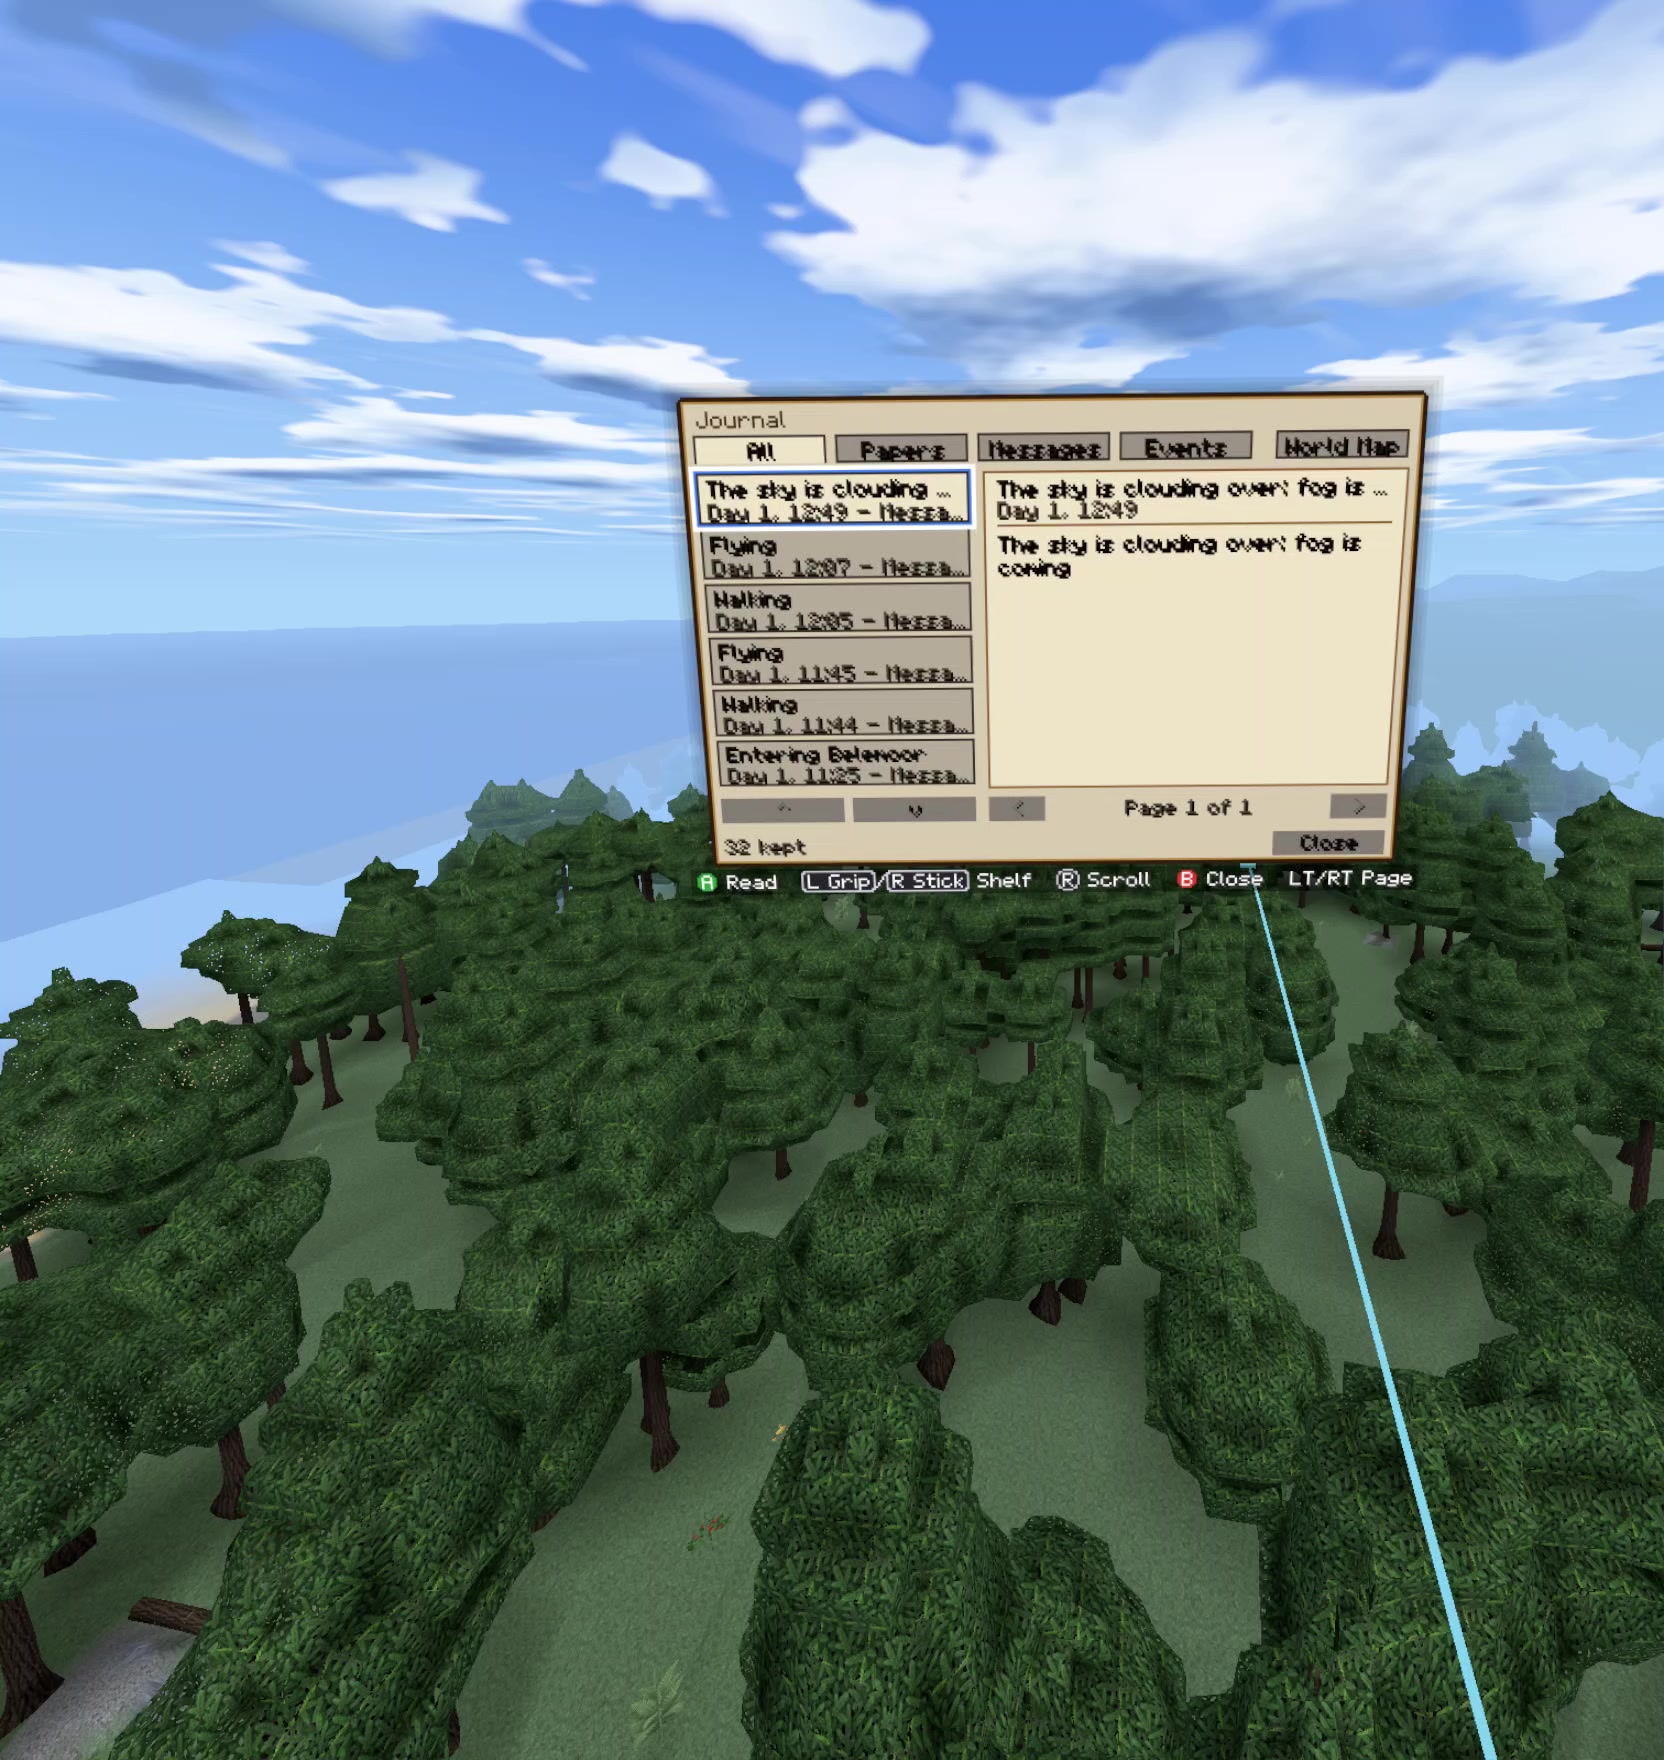 Journal
All
Papers
Messages
Events
World Map
The sky is clouding ...
Day 1, 12:49 - Messa...
Flying
Day 1, 12:07 - Messa...
Walking
Day 1, 12:05 - Messa...
Flying
Day 1, 11:45 - Messa...
Walking
Day 1, 11:44 - Messa...
Entering Belemoor
Day 1, 11:25 - Messa...
32 kept
The sky is clouding over: fog is ...
Day 1, 12:49
The sky is clouding over: fog is
coming
< Page 1 of 1 >
Close
A Read L Grip/R Stick Shelf R Scroll B Close LT/RT Page